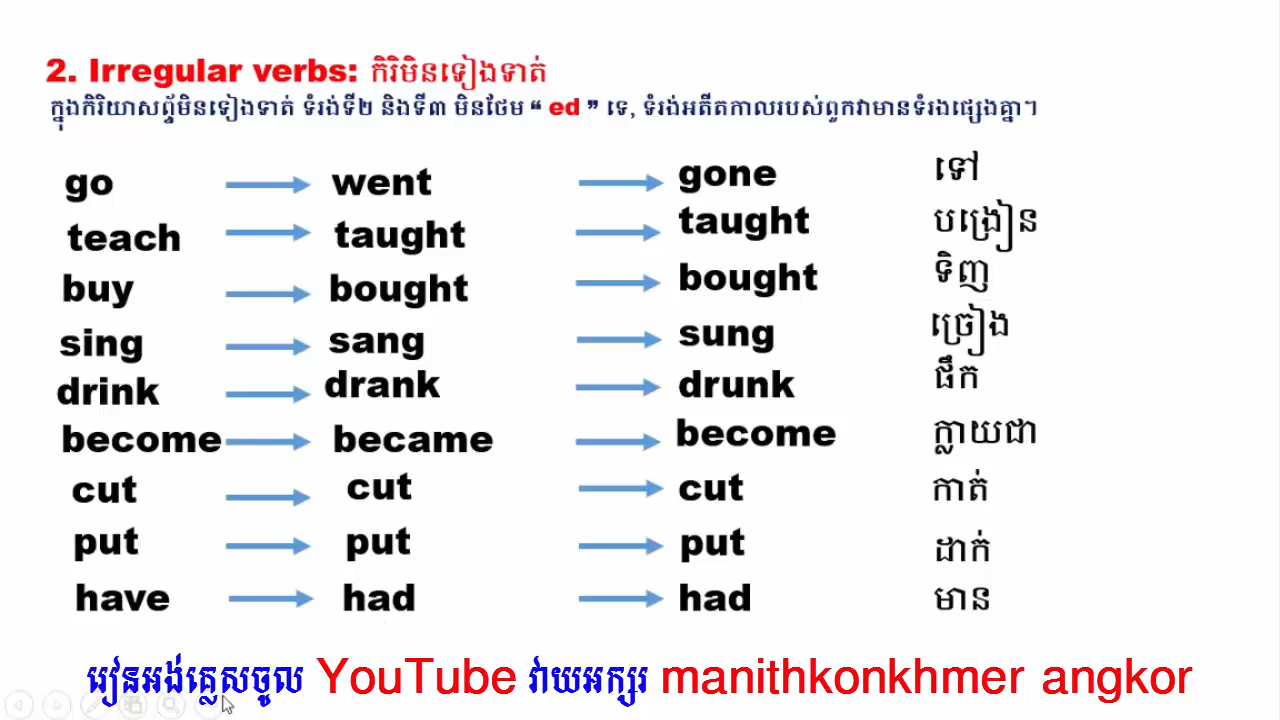 2. Irregular verbs: កិរិមិនទៀងទាត់
ក្នុងកិរិយាសព្ទ័មិនទៀងទាត់ ទំរង់ទី២ និងទី៣ មិនថែម “ ed ” ទេ, ទំរង់អតីតកាលរបស់ពួកវាមានទំរងផ្សេងគ្នា។
go went gone ទៅ
teach taught taught បង្រៀន
buy bought bought ទិញ
sing sang sung ច្រៀង
drink drank drunk ផឹក
become became become ក្លាយជា
cut cut cut កាត់
put put put ដាក់
have had had មាន
រៀនអង់គ្លេសចូល YouTube វាយអក្សរ manithkonkhmer angkor